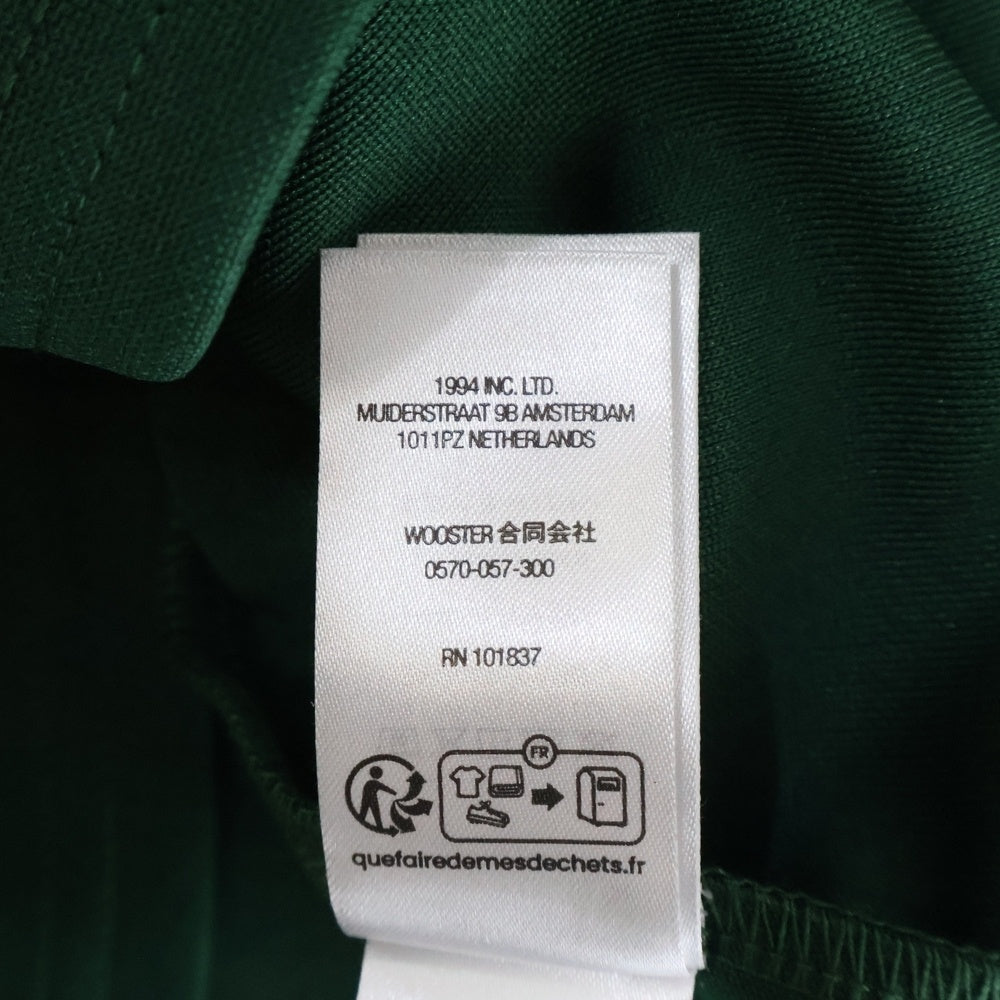 1994 INC. LTD.
MUIDERSTRAAT 9B AMSTERDAM
1011PZ NETHERLANDS
WOOSTER 合同会社
0570-057-300
RN 101837
FR
quefairedemesdechets.fr